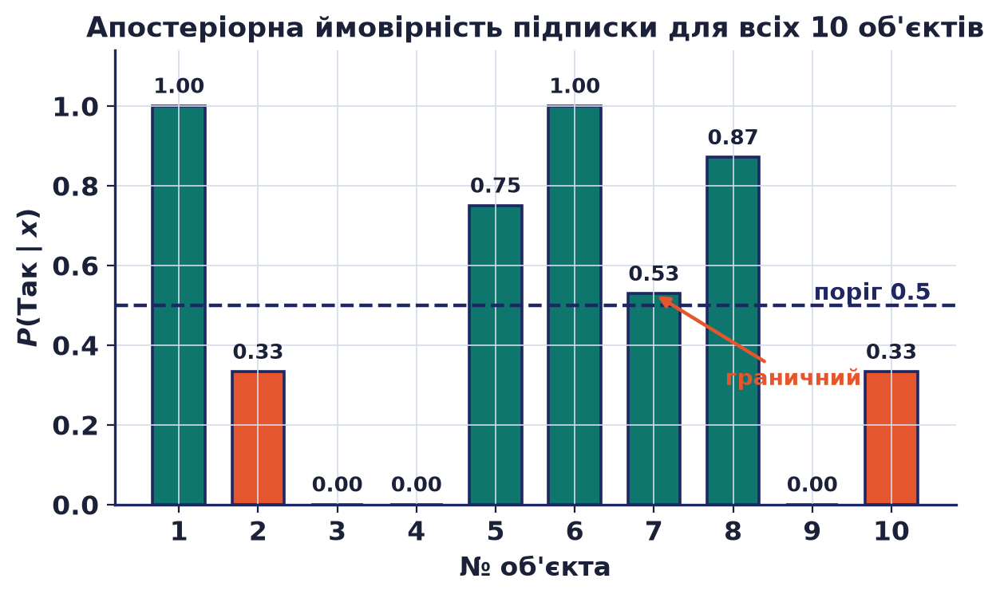 Апостеріорна ймовірність підписки для всіх 10 об'єктів
P(Так | x)
1.0
0.8
0.6
0.4
0.2
0.0
1.00
0.33
0.00
0.00
0.75
1.00
0.53
0.87
0.00
0.33
поріг 0.5
граничний
1 2 3 4 5 6 7 8 9 10
№ об'єкта